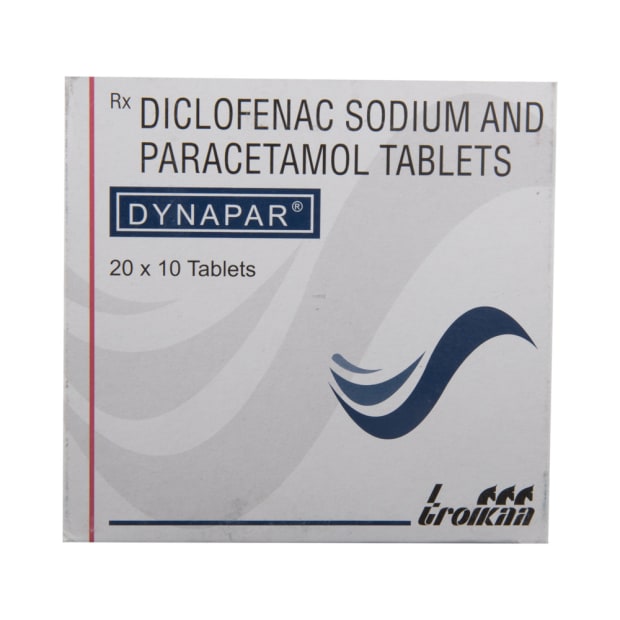 Rx DICLOFENAC SODIUM AND
PARACETAMOL TABLETS
DYNAPAR®
20 x 10 Tablets
troikaa